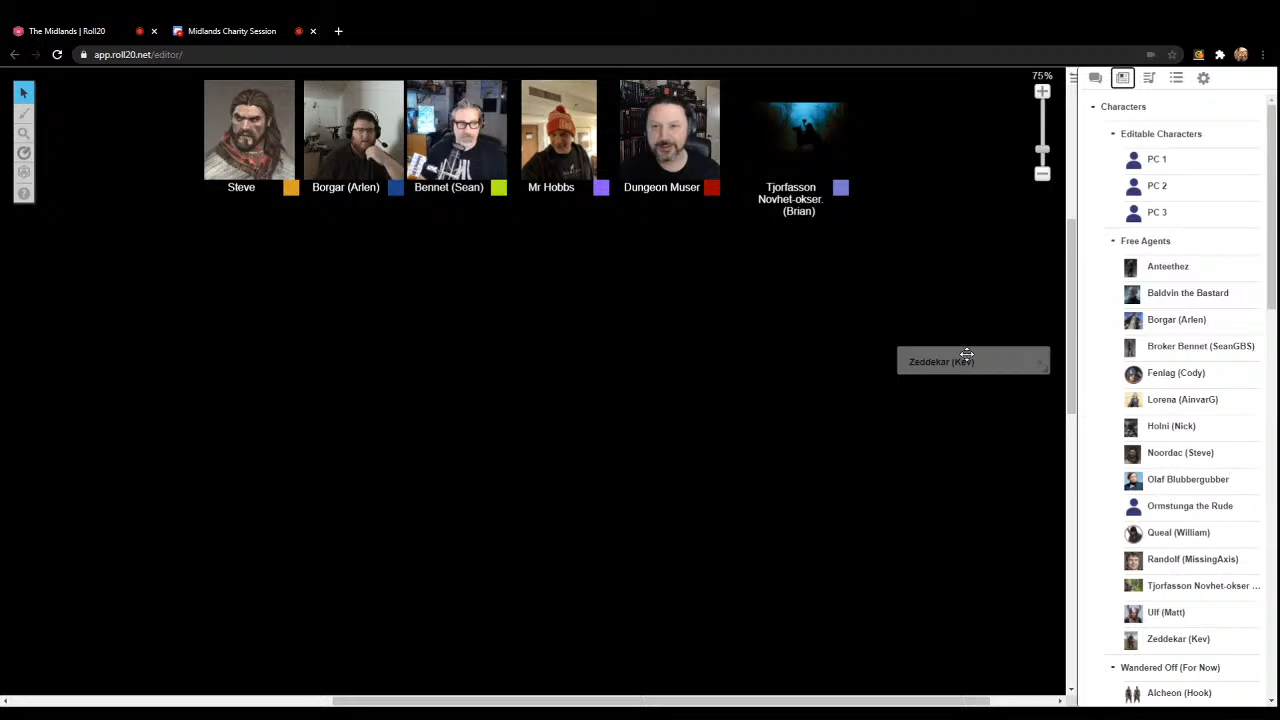 The Midlands | Roll20
Midlands Charity Session
app.roll20.net/editor/
75%
Steve
Borgar (Arlen)
Bennet (Sean)
Mr Hobbs
Dungeon Muser
Tjorfasson
Novhet-okser.
(Brian)
Zeddekar (Kev)
Characters
Editable Characters
PC 1
PC 2
PC 3
Free Agents
Anteethez
Baldvin the Bastard
Borgar (Arlen)
Broker Bennet (SeanGBS)
Fenlag (Cody)
Lorena (AinvarG)
Holni (Nick)
Noordac (Steve)
Olaf Blubbergubber
Ormstunga the Rude
Queal (William)
Randolf (MissingAxis)
Tjorfasson Novhet-okser ...
Ulf (Matt)
Zeddekar (Kev)
Wandered Off (For Now)
Alcheon (Hook)